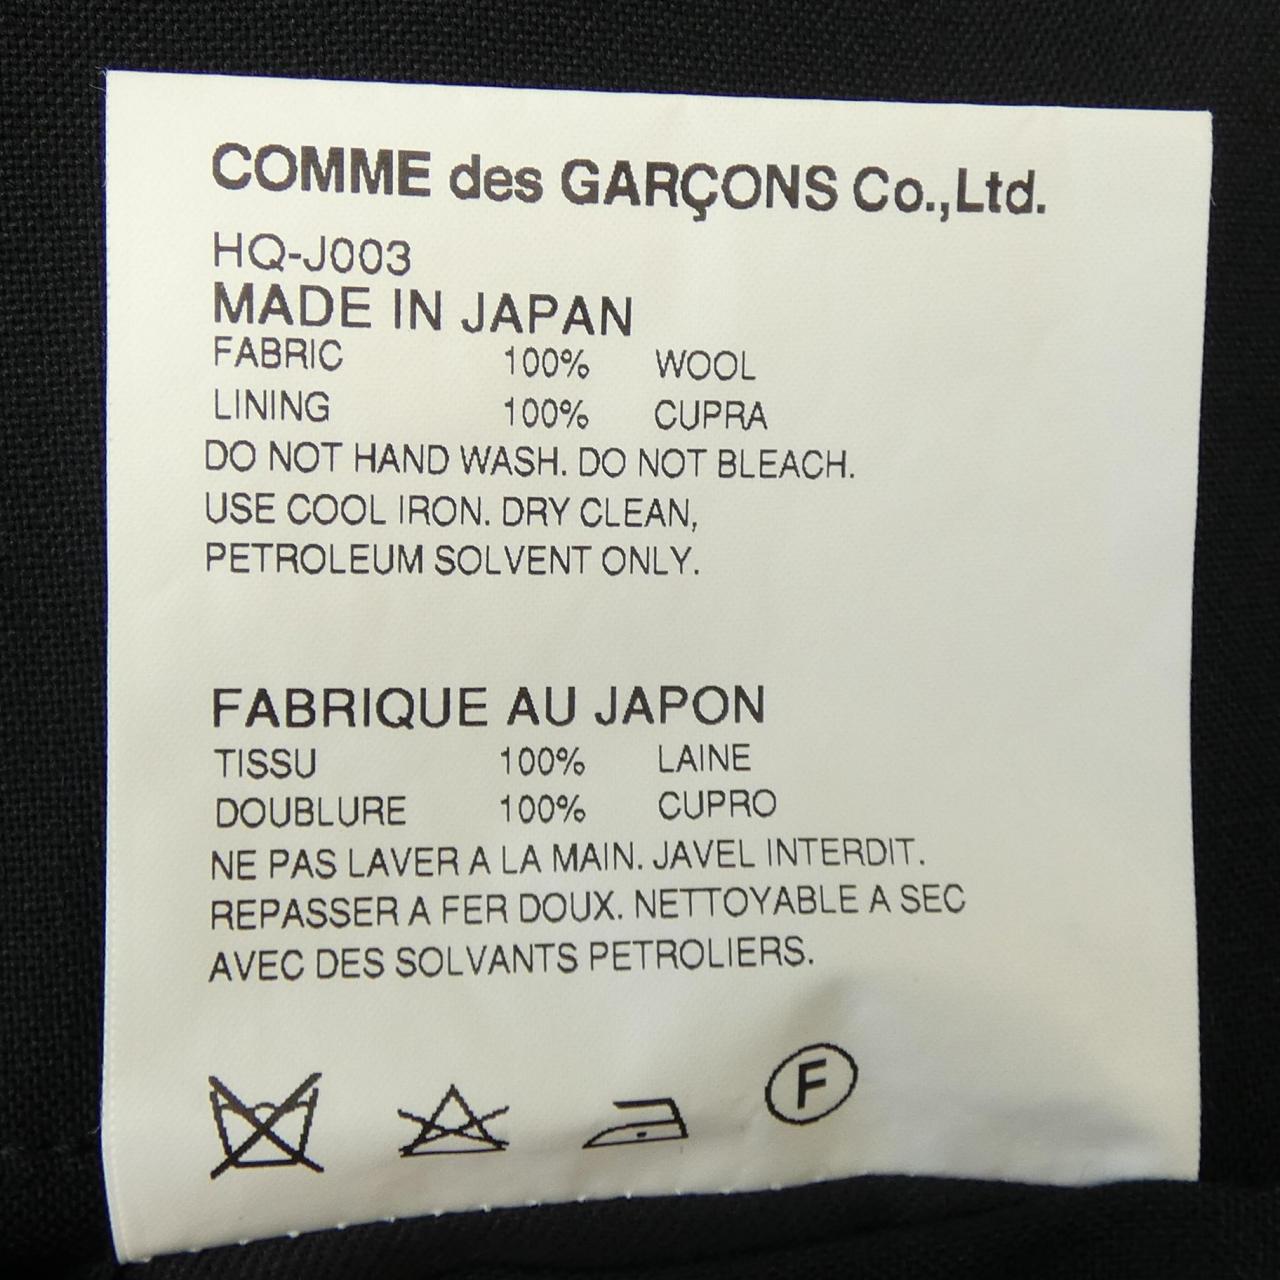 COMME des GARÇONS Co.,Ltd.
HQ-J003
MADE IN JAPAN
FABRIC 100% WOOL
LINING 100% CUPRA
DO NOT HAND WASH. DO NOT BLEACH.
USE COOL IRON. DRY CLEAN,
PETROLEUM SOLVENT ONLY.
FABRIQUE AU JAPON
TISSU 100% LAINE
DOUBLURE 100% CUPRO
NE PAS LAVER A LA MAIN. JAVEL INTERDIT.
REPASSER A FER DOUX. NETTOYABLE A SEC
AVEC DES SOLVANTS PETROLIERS.
F